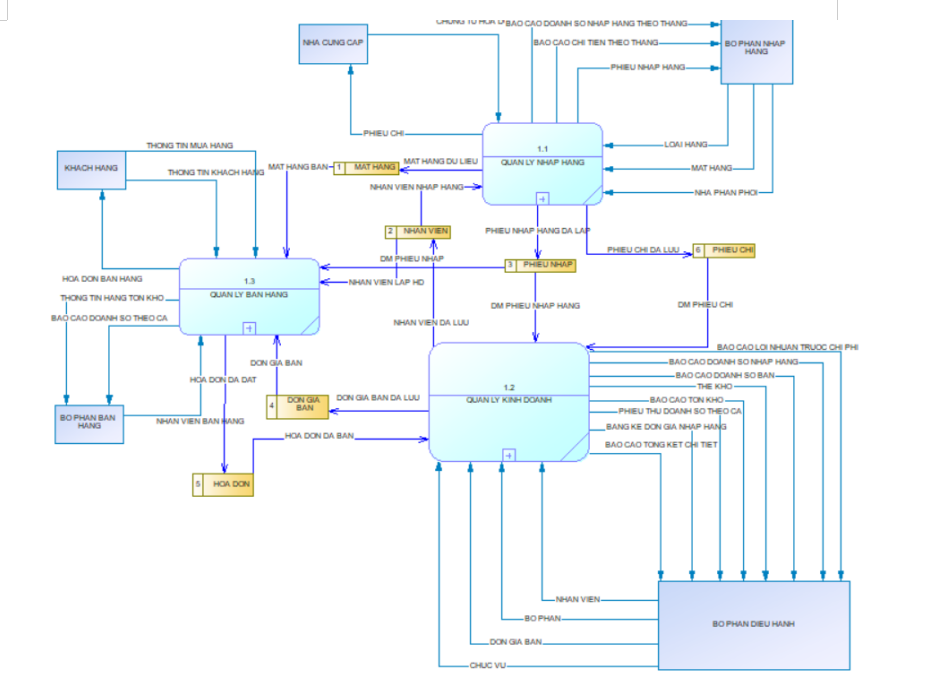 CHUNG TU HOA D
BAO CAO DOANH SO NHAP HANG THEO THANG
NHA CUNG CAP
BAO CAO CHI TIEN THEO THANG
BO PHAN NHAP
HANG
PHIEU NHAP HANG
PHIEU CHI
1.1
LOAI HANG
THONG TIN MUA HANG
KHACH HANG
MAT HANG BAN
1 MAT HANG
MAT HANG DU LIEU
QUAN LY NHAP HANG
MAT HANG
THONG TIN KHACH HANG
NHAN VIEN NHAP HANG
NHA PHAN PHOI
2 NHAN VIEN
PHIEU NHAP HANG DA LAP
PHIEU CHI DA LUU
6 PHIEU CHI
DM PHIEU NHAP
3 PHIEU NHAP
HOA DON BAN HANG
1.3
NHAN VIEN LAP HD
THONG TIN HANG TON KHO
QUAN LY BAN HANG
DM PHIEU NHAP HANG
DM PHIEU CHI
BAO CAO DOANH SO THEO CA
NHAN VIEN DA LUU
BAO CAO LOI NHUAN TRUOC CHI PHI
DON GIA BAN
BAO CAO DOANH SO NHAP HANG
HOA DON DA DAT
BAO CAO DOANH SO BAN
1.2
THE KHO
4 DON GIA
BAN
DON GIA BAN DA LUU
QUAN LY KINH DOANH
BAO CAO TON KHO
PHIEU THU DOANH SO THEO CA
BO PHAN BAN
HANG
NHAN VIEN BAN HANG
BANG KE DON GIA NHAP HANG
HOA DON DA BAN
BAO CAO TONG KET CHI TIET
5 HOA DON
NHAN VIEN
BO PHAN
BO PHAN DIEU HANH
DON GIA BAN
CHUC VU